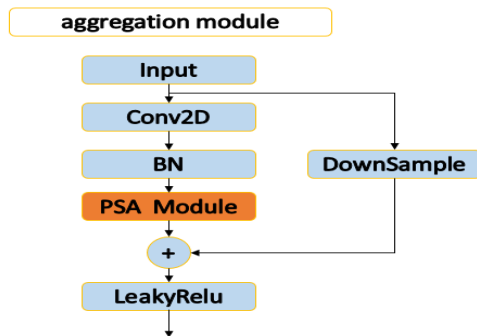 aggregation module
Input
Conv2D
BN
DownSample
PSA Module
+
LeakyRelu